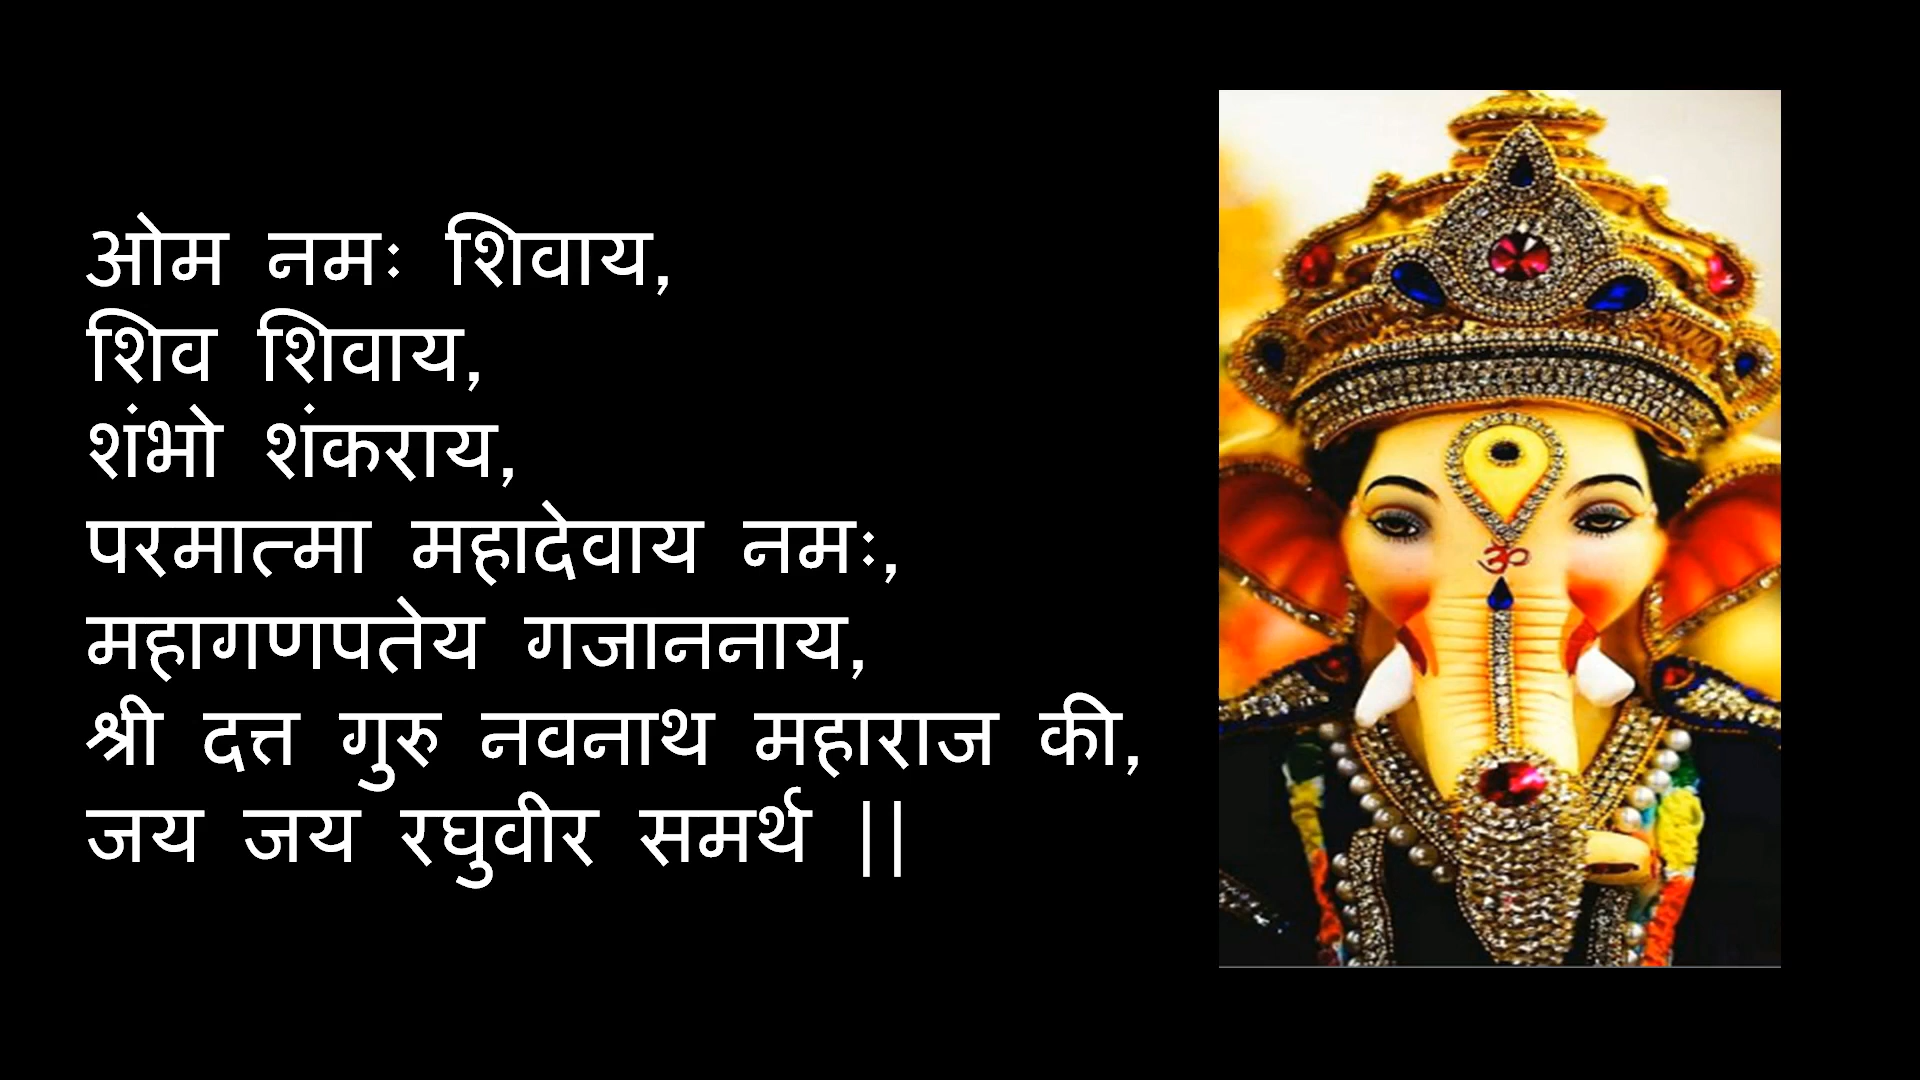 ओम नमः शिवाय,
शिव शिवाय,
शंभो शंकराय,
परमात्मा महादेवाय नमः,
महागणपतेय गजाननाय,
श्री दत्त गुरु नवनाथ महाराज की,
जय जय रघुवीर समर्थ ||
ॐ